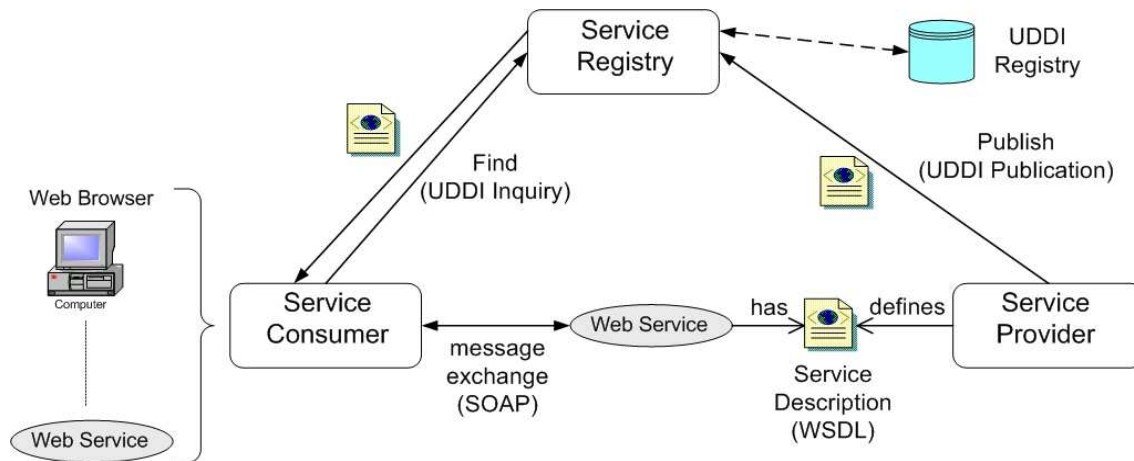 Service
Registry
UDDI
Registry
Find
(UDDI Inquiry)
Publish
(UDDI Publication)
Web Browser
Computer
Web Service
Service
Consumer
message
exchange
(SOAP)
Web Service
has
defines
Service
Description
(WSDL)
Service
Provider